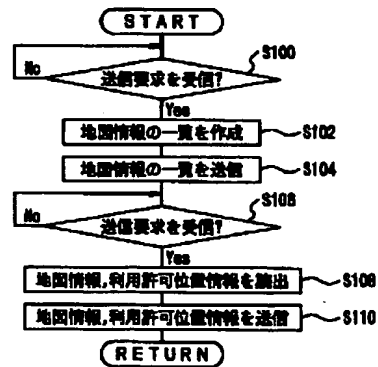 START
送信要求を受信?
S100
No
Yes
地図情報の一覧を作成
S102
地図情報の一覧を送信
S104
送信要求を受信?
S106
No
Yes
地図情報,利用許可位置情報を読出
S108
地図情報,利用許可位置情報を送信
S110
RETURN